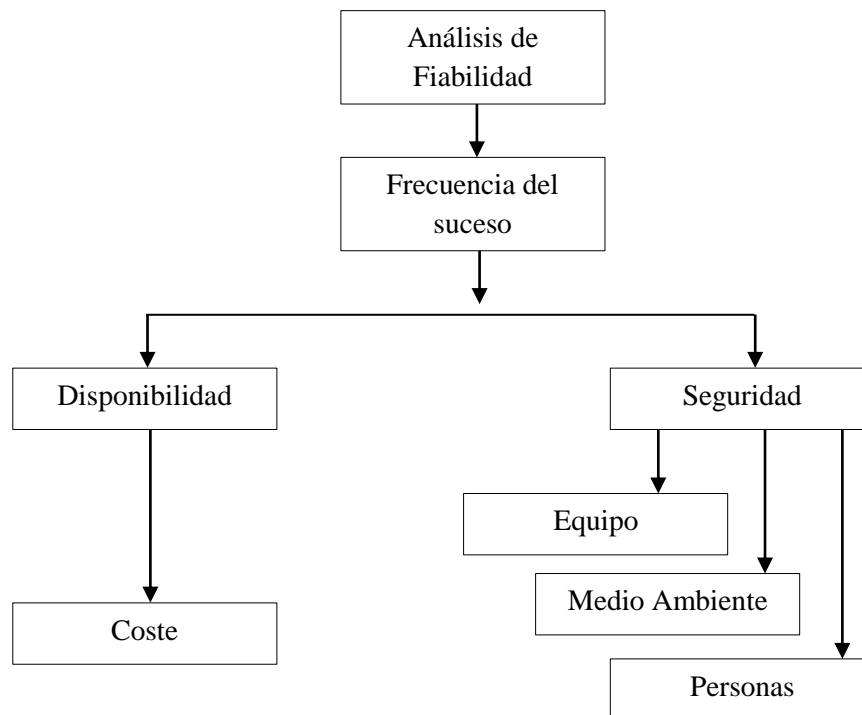 Análisis de
Fiabilidad
Frecuencia del
suceso
Disponibilidad
Seguridad
Equipo
Medio Ambiente
Coste
Personas